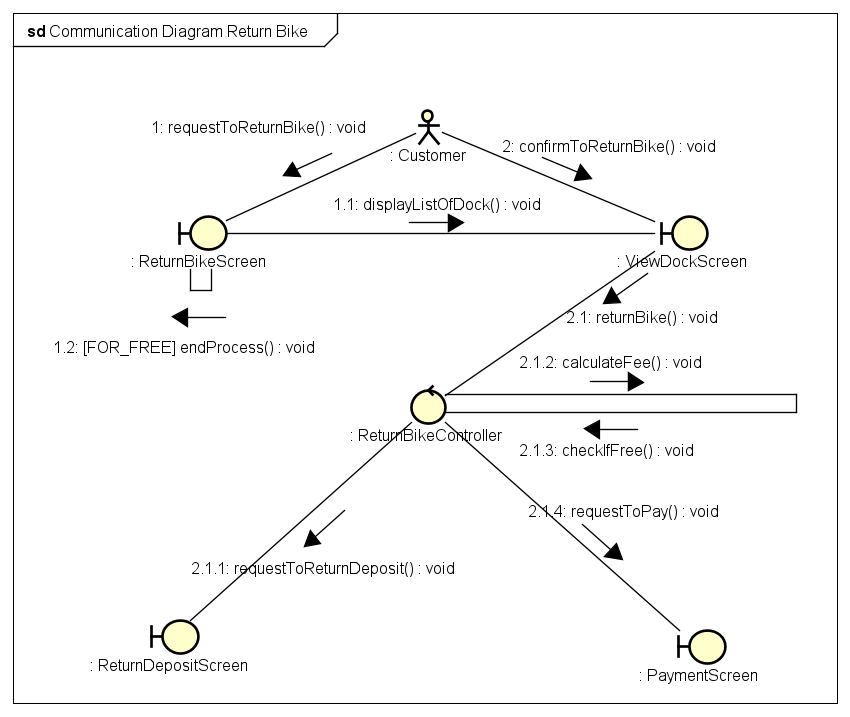 sd Communication Diagram Return Bike
1: requestToReturnBike() : void
: Customer
2: confirmToReturnBike() : void
1.1: displayListOfDock() : void
: ReturnBikeScreen
: ViewDockScreen
2.1: returnBike() : void
1.2: [FOR_FREE] endProcess() : void
2.1.2: calculateFee() : void
: ReturnBikeController
2.1.3: checkIfFree() : void
2.1.4: requestToPay() : void
2.1.1: requestToReturnDeposit() : void
: ReturnDepositScreen
: PaymentScreen